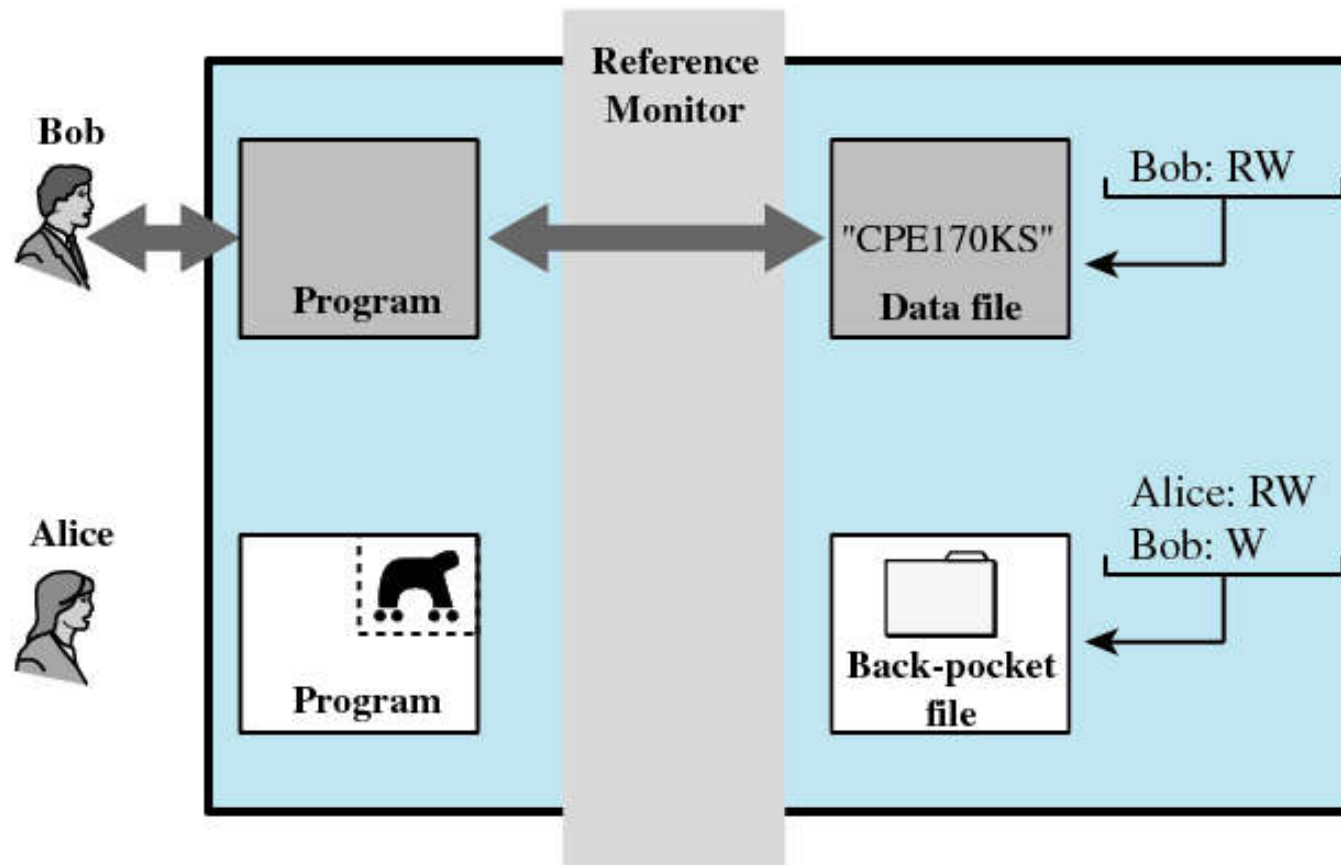 Reference
Monitor
Bob
Program
"CPE170KS"
Data file
Bob: RW
Alice
Program
Back-pocket
file
Alice: RW
Bob: W